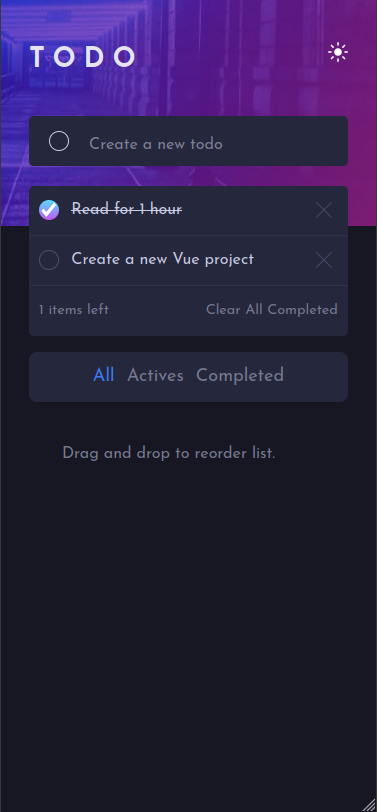 TODO
Create a new todo
Read for 1 hour
Create a new Vue project
1 items left Clear All Completed
All Actives Completed
Drag and drop to reorder list.